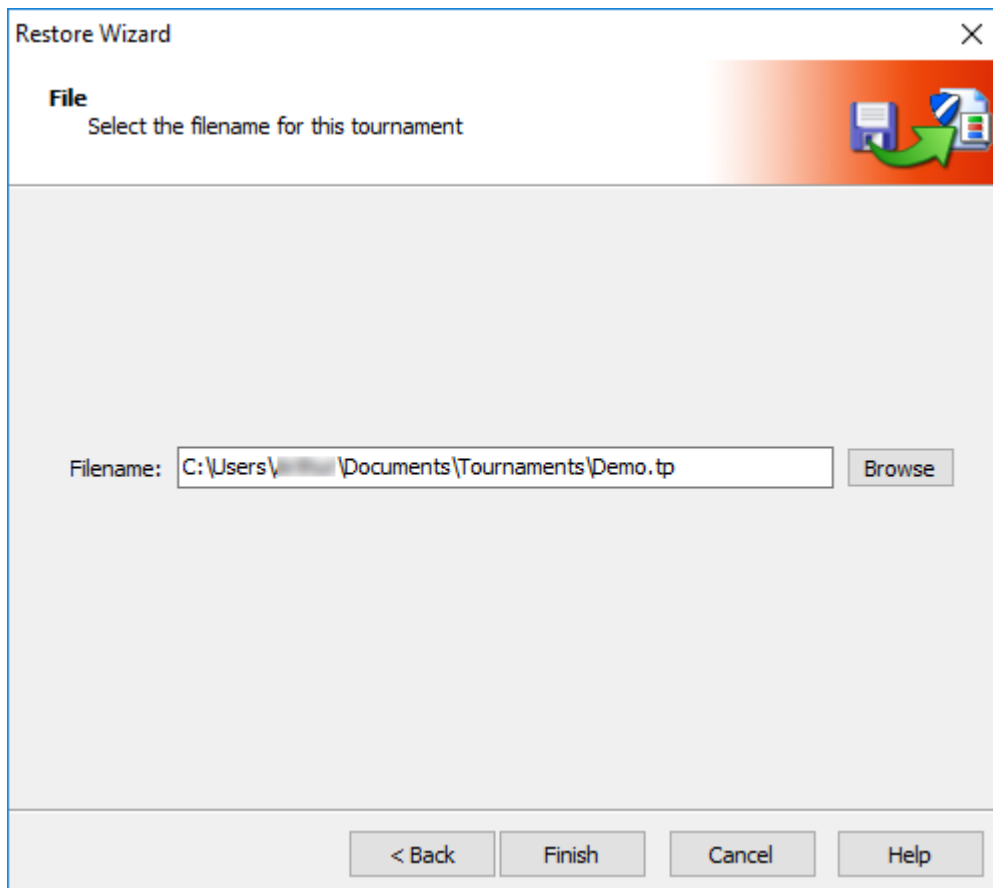 Restore Wizard
File
Select the filename for this tournament
Filename: C:\Users\ \Documents\Tournaments\Demo.tp Browse
< Back Finish Cancel Help